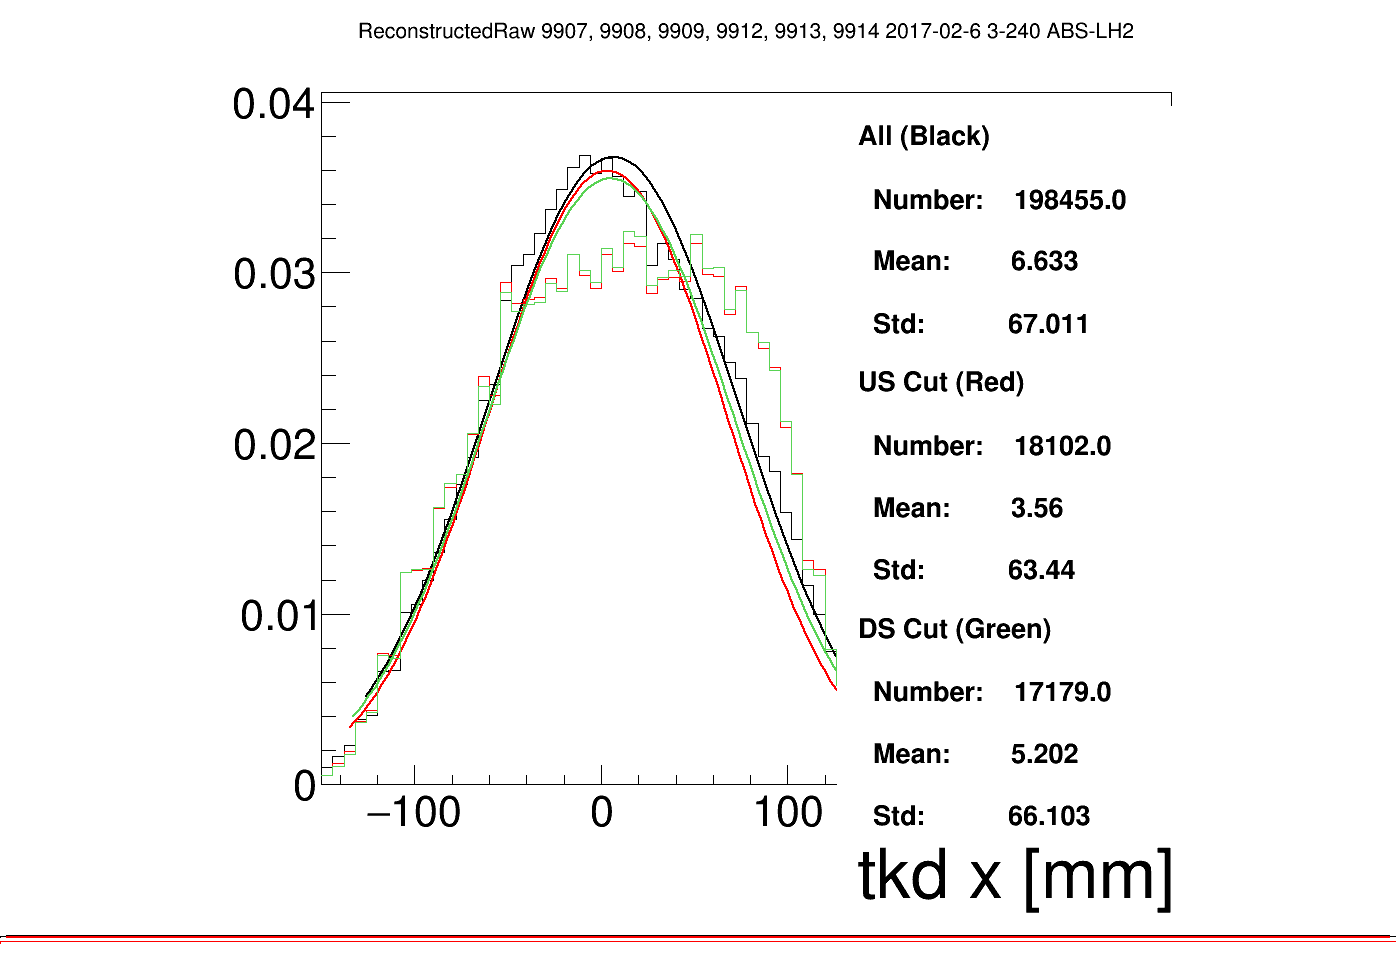 ReconstructedRaw 9907, 9908, 9909, 9912, 9913, 9914 2017-02-6 3-240 ABS-LH2
0.04
0.03
0.02
0.01
0
−100 0 100
All (Black)
Number: 198455.0
Mean: 6.633
Std: 67.011
US Cut (Red)
Number: 18102.0
Mean: 3.56
Std: 63.44
DS Cut (Green)
Number: 17179.0
Mean: 5.202
Std: 66.103
tkd x [mm]